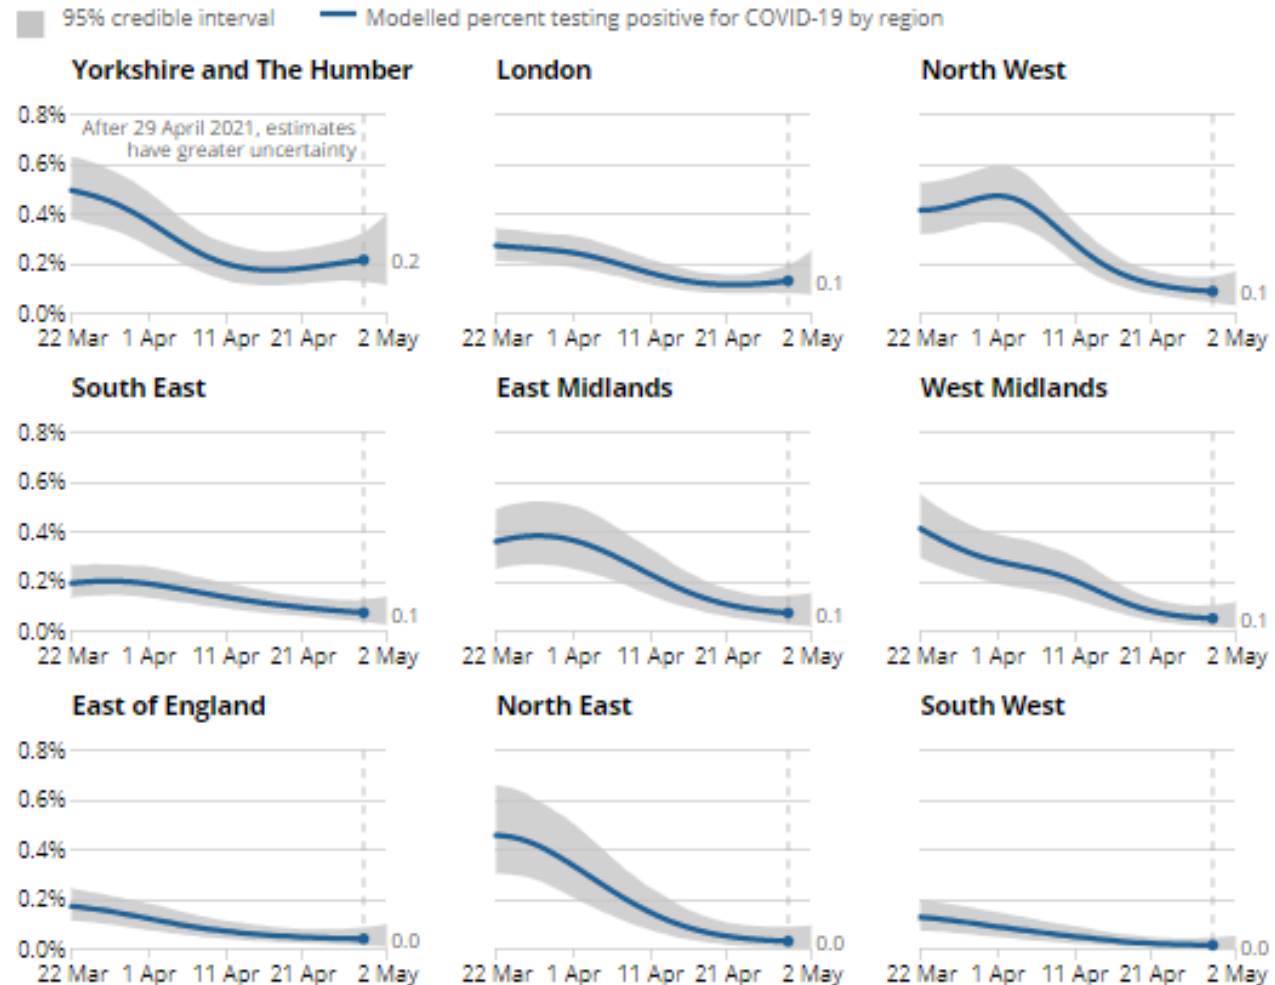 95% credible interval Modelled percent testing positive for COVID-19 by region
Yorkshire and The Humber London North West
0.8%
After 29 April 2021, estimates
have greater uncertainty
0.6%
0.4%
0.2%
0.2 0.1 0.1
0.0%
22 Mar 1 Apr 11 Apr 21 Apr 2 May 22 Mar 1 Apr 11 Apr 21 Apr 2 May 22 Mar 1 Apr 11 Apr 21 Apr 2 May
South East East Midlands West Midlands
0.8%
0.6%
0.4%
0.2%
0.1 0.1 0.1
0.0%
22 Mar 1 Apr 11 Apr 21 Apr 2 May 22 Mar 1 Apr 11 Apr 21 Apr 2 May 22 Mar 1 Apr 11 Apr 21 Apr 2 May
East of England North East South West
0.8%
0.6%
0.4%
0.2%
0.0 0.0 0.0
0.0%
22 Mar 1 Apr 11 Apr 21 Apr 2 May 22 Mar 1 Apr 11 Apr 21 Apr 2 May 22 Mar 1 Apr 11 Apr 21 Apr 2 May